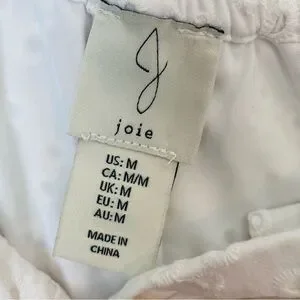 J
joie
US: M
CA: M/M
UK: M
EU: M
AU: M
MADE IN
CHINA